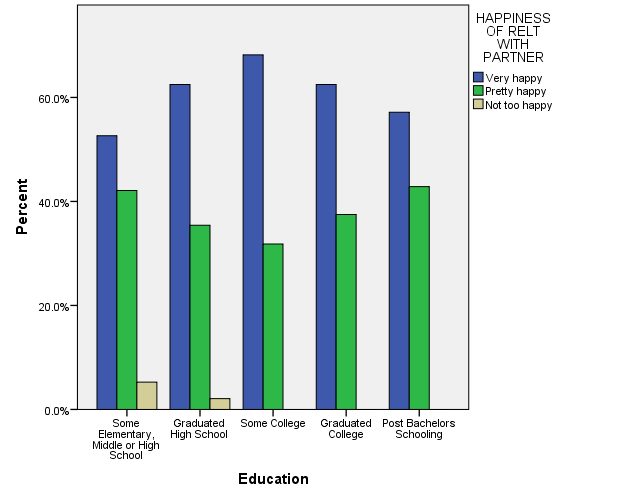 HAPPINESS
OF RELT
WITH
PARTNER
Very happy
Pretty happy
Not too happy
Percent
60.0%
40.0%
20.0%
0.0%
Some
Elementary,
Middle or High
School
Graduated
High School
Some College
Graduated
College
Post Bachelors
Schooling
Education